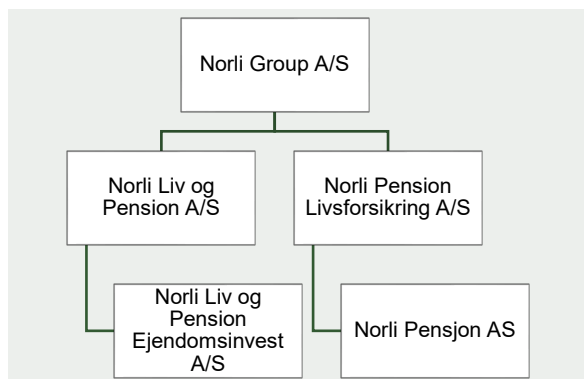 Norli Group A/S
Norli Liv og
Pension A/S
Norli Pension
Livsforsikring A/S
Norli Liv og
Pension
Ejendomsinvest
A/S
Norli Pensjon AS